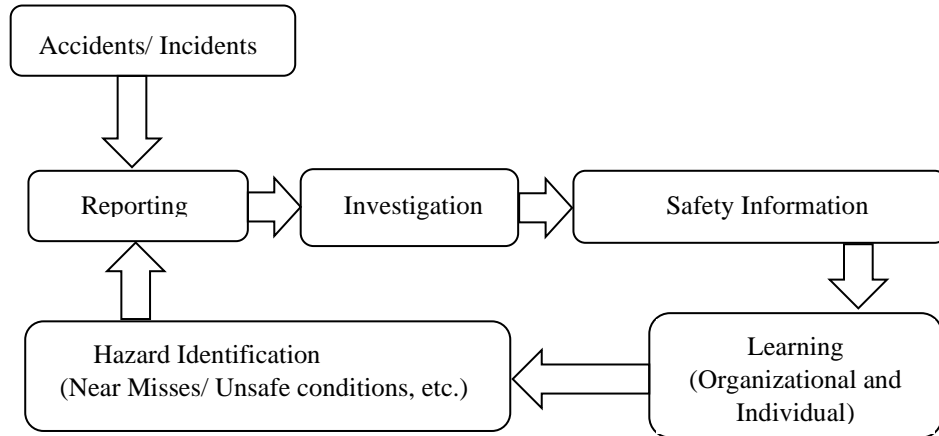 Accidents/ Incidents
Reporting
Investigation
Safety Information
Hazard Identification
(Near Misses/ Unsafe conditions, etc.)
Learning
(Organizational and
Individual)